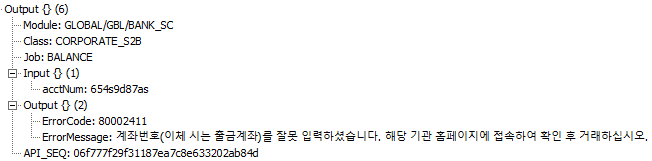 Output {} (6)
Module: GLOBAL/GBL/BANK_SC
Class: CORPORATE_S2B
Job: BALANCE
Input {} (1)
acctNum: 654s9d87as
Output {} (2)
ErrorCode: 80002411
ErrorMessage: 계좌번호(이체 시는 출금계좌)를 잘못 입력하셨습니다. 해당 기관 홈페이지에 접속하여 확인 후 거래하십시오.
API_SEQ: 06f777f29f31187ea7c8e633202ab84d